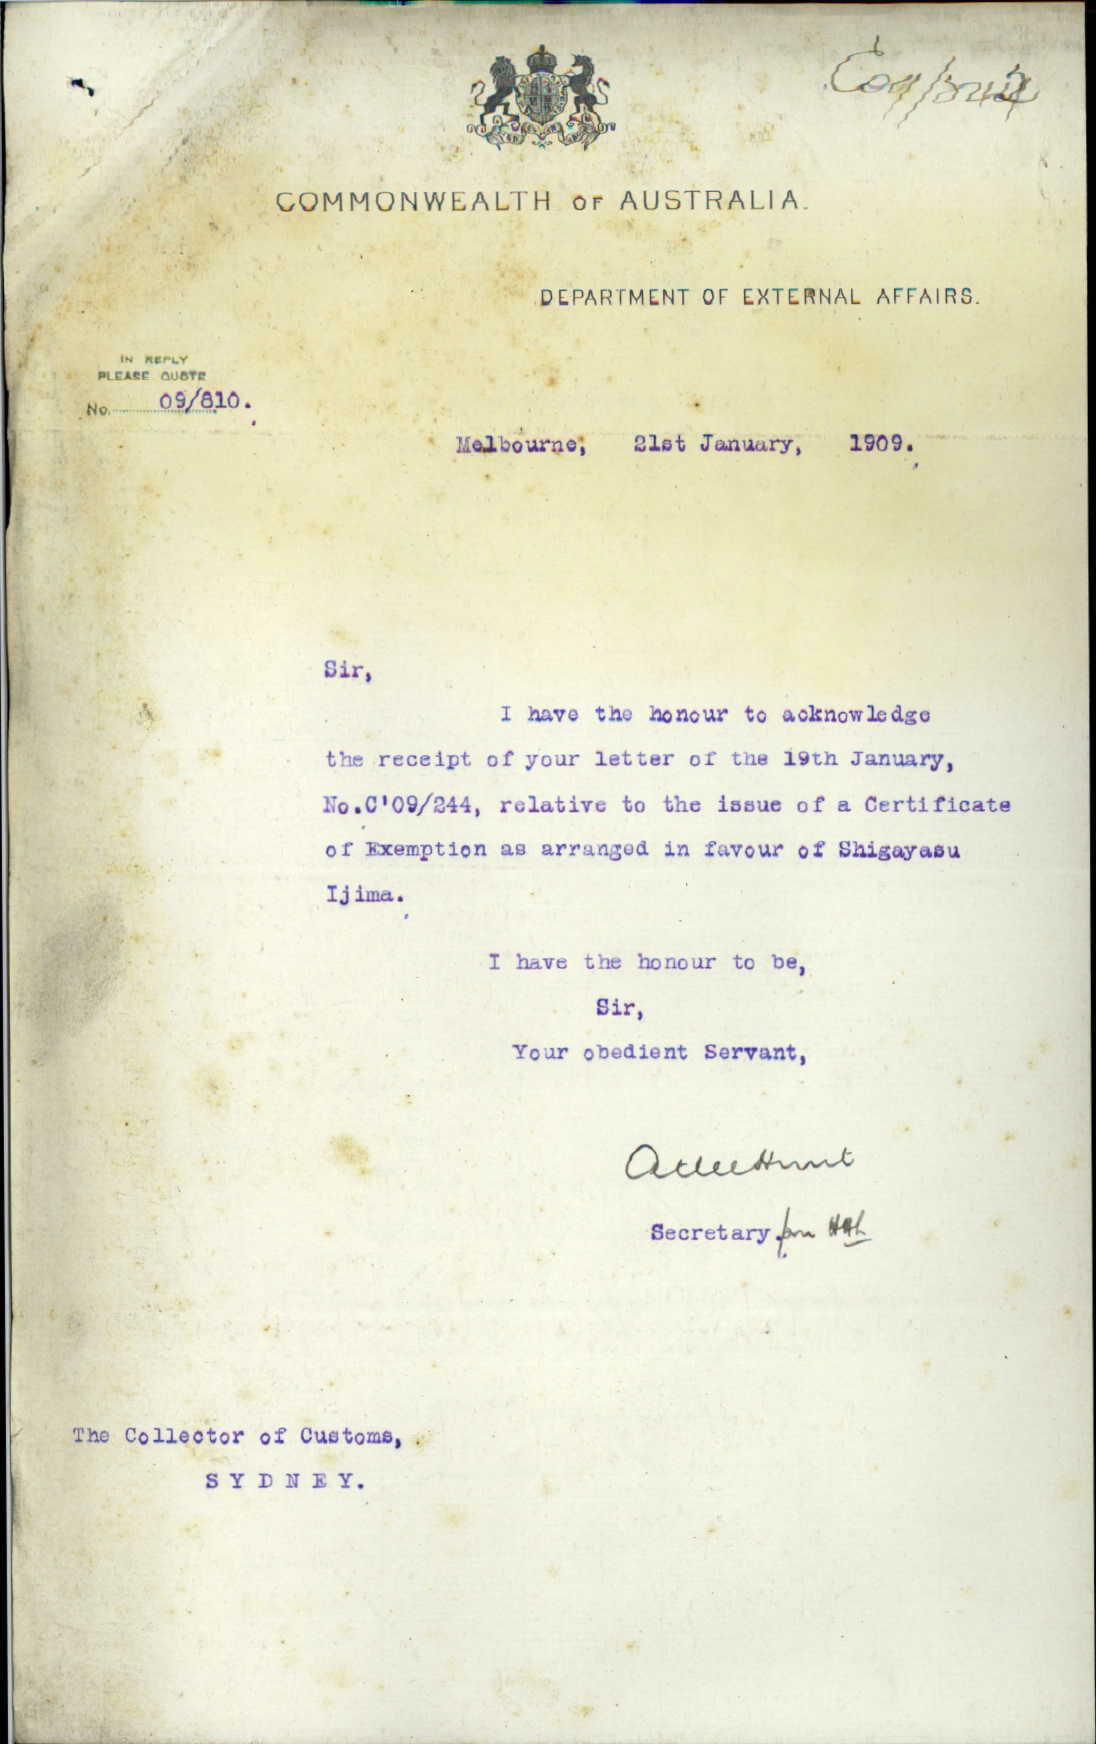 COMMONWEALTH OF AUSTRALIA.
DEPARTMENT OF EXTERNAL AFFAIRS.
IN REPLY
PLEASE QUOTE
No. 09/810.
Melbourne, 21st January, 1909.
Sir,
I have the honour to acknowledge
the receipt of your letter of the 19th January,
No.C'09/244, relative to the issue of a Certificate
of Exemption as arranged in favour of Shigayasu
Ijima.
I have the honour to be,
Sir,
Your obedient Servant,
Atlee Hunt
Secretary.
The Collector of Customs,
SYDNEY.